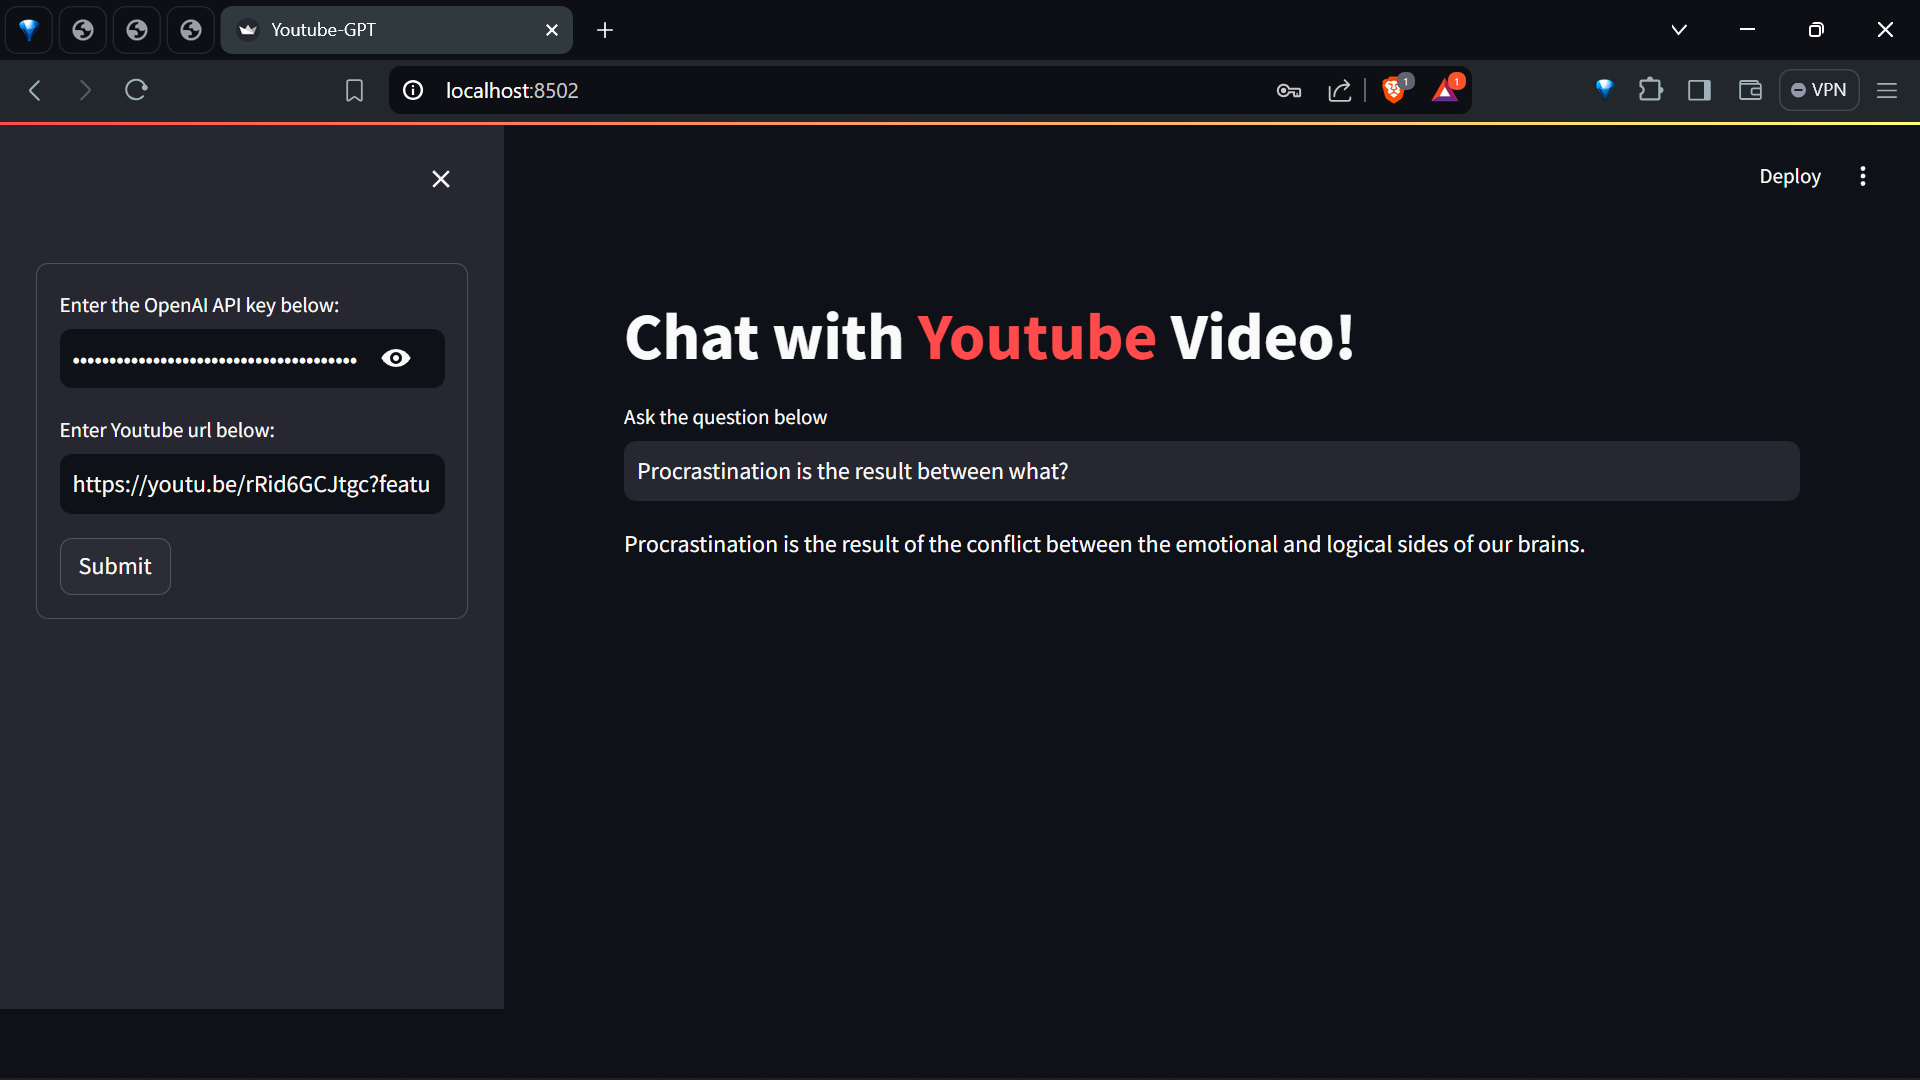 Youtube-GPT
localhost:8502
1
1
VPN
Deploy
Enter the OpenAI API key below:
••••••••••••••••••••••••••••••••••••••
Enter Youtube url below:
https://youtu.be/rRid6GCJtgc?featu
Submit
Chat with Youtube Video!
Ask the question below
Procrastination is the result between what?
Procrastination is the result of the conflict between the emotional and logical sides of our brains.